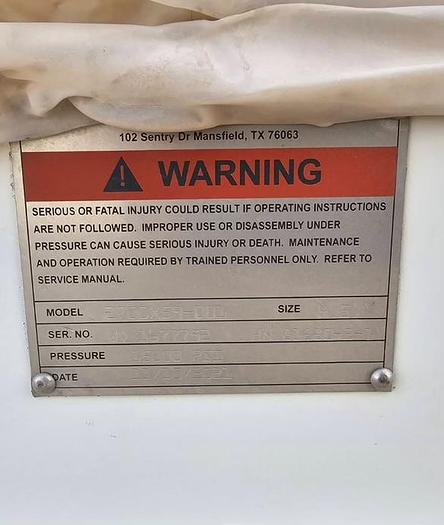 102 Sentry Dr Mansfield, TX 76063
WARNING
SERIOUS OR FATAL INJURY COULD RESULT IF OPERATING INSTRUCTIONS
ARE NOT FOLLOWED. IMPROPER USE OR DISASSEMBLY UNDER
PRESSURE CAN CAUSE SERIOUS INJURY OR DEATH. MAINTENANCE
AND OPERATION REQUIRED BY TRAINED PERSONNEL ONLY. REFER TO
SERVICE MANUAL.
MODEL SIZE
SER. NO.
PRESSURE PSI
DATE